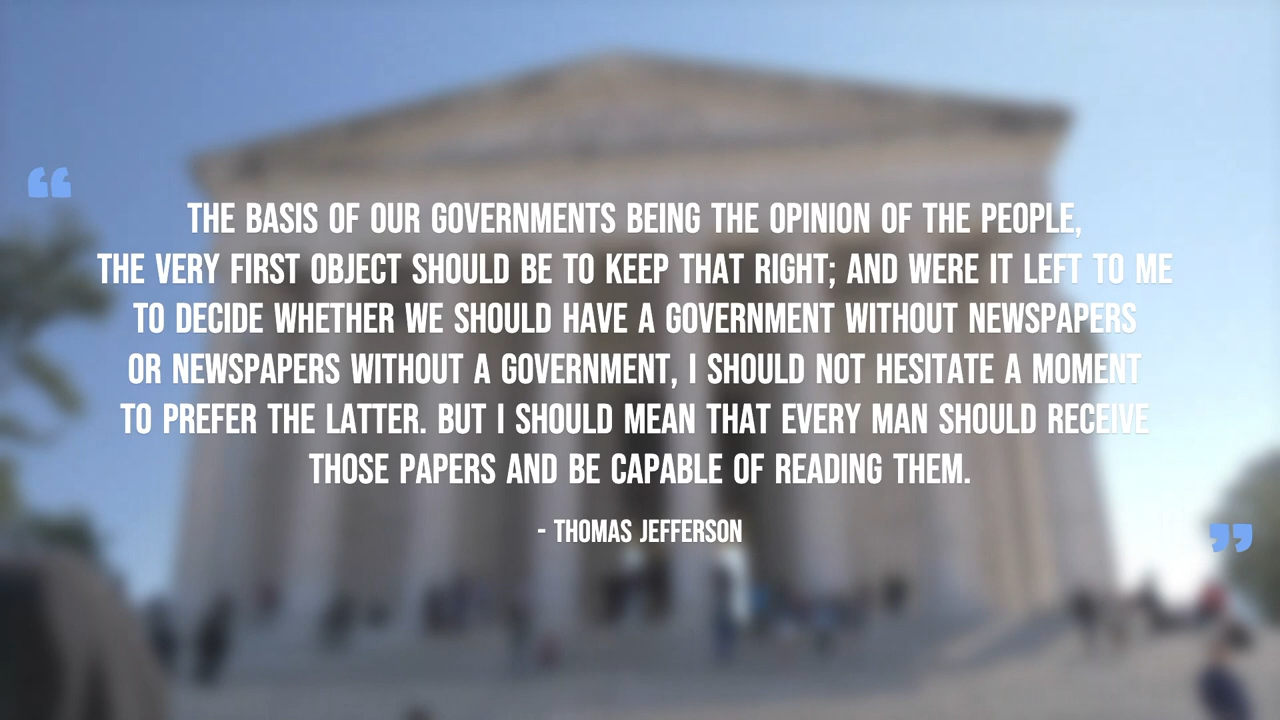 “
THE BASIS OF OUR GOVERNMENTS BEING THE OPINION OF THE PEOPLE,
THE VERY FIRST OBJECT SHOULD BE TO KEEP THAT RIGHT; AND WERE IT LEFT TO ME
TO DECIDE WHETHER WE SHOULD HAVE A GOVERNMENT WITHOUT NEWSPAPERS
OR NEWSPAPERS WITHOUT A GOVERNMENT, I SHOULD NOT HESITATE A MOMENT
TO PREFER THE LATTER. BUT I SHOULD MEAN THAT EVERY MAN SHOULD RECEIVE
THOSE PAPERS AND BE CAPABLE OF READING THEM.
- THOMAS JEFFERSON
”